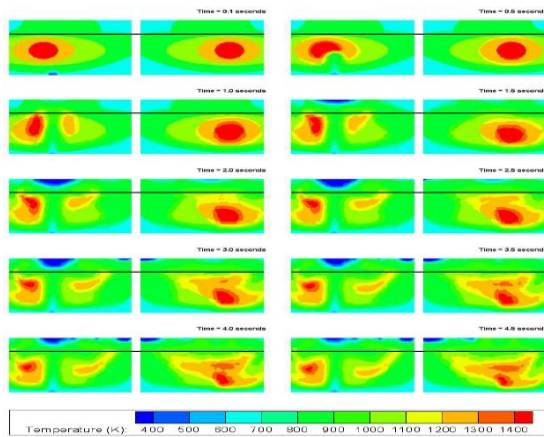 Time = 0.1 seconds
Time = 0.5 seconds
Time = 1.0 seconds
Time = 1.5 seconds
Time = 2.0 seconds
Time = 2.5 seconds
Time = 3.0 seconds
Time = 3.5 seconds
Time = 4.0 seconds
Time = 4.5 seconds
Temperature (K): 400 500 600 700 800 900 1000 1100 1200 1300 1400